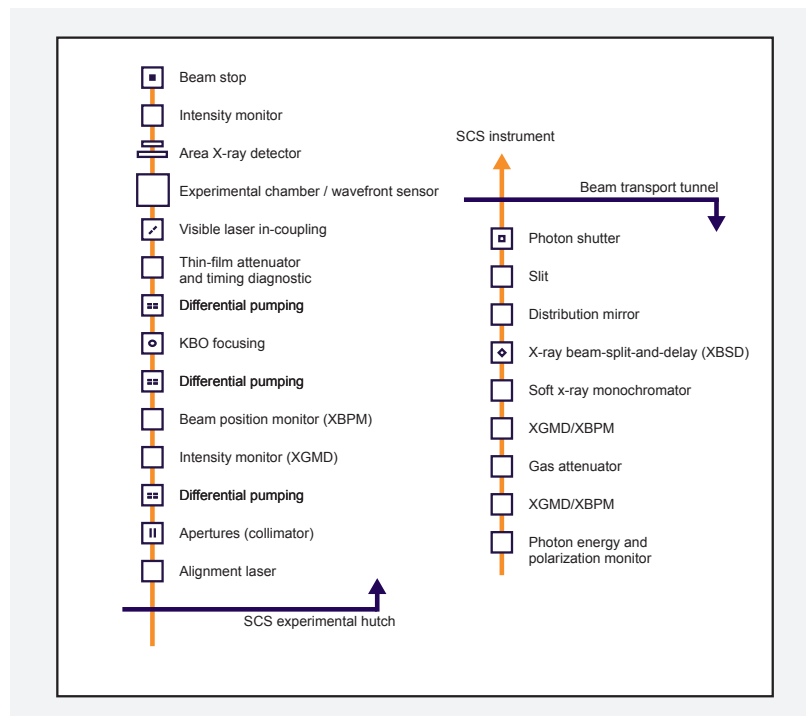 Beam stop
Intensity monitor
Area X-ray detector
Experimental chamber / wavefront sensor
Visible laser in-coupling
Thin-film attenuator
and timing diagnostic
Differential pumping
KBO focusing
Differential pumping
Beam position monitor (XBPM)
Intensity monitor (XGMD)
Differential pumping
Apertures (collimator)
Alignment laser
SCS experimental hutch
SCS instrument
Beam transport tunnel
Photon shutter
Slit
Distribution mirror
X-ray beam-split-and-delay (XBSD)
Soft x-ray monochromator
XGMD/XBPM
Gas attenuator
XGMD/XBPM
Photon energy and
polarization monitor